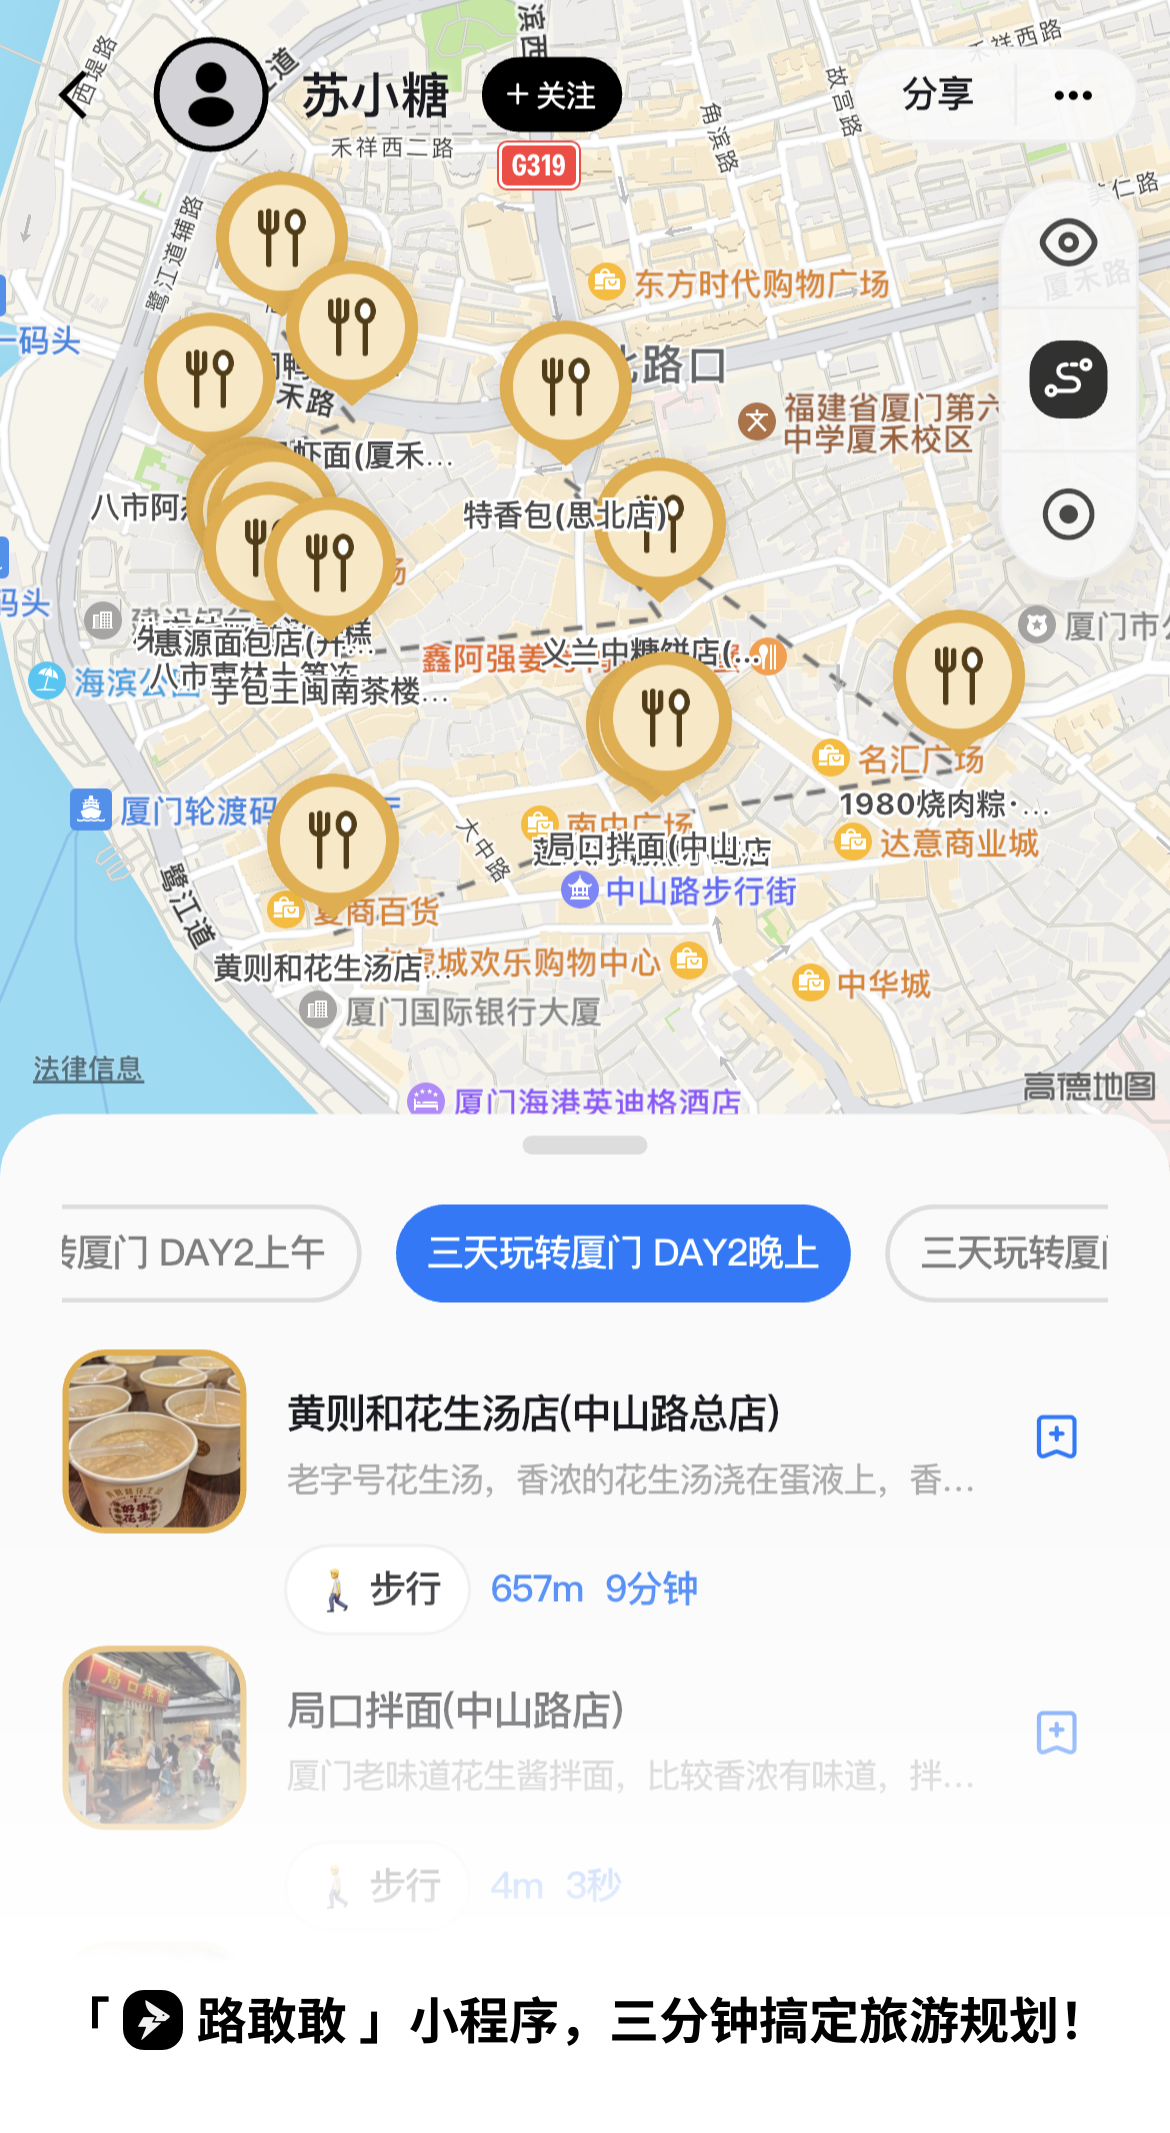 苏小糖
+ 关注
分享
禾祥西二路
禾祥西路
西堤路
滨西
故宫路
角滨路
G319
鹭江道辅路
东方时代购物广场
厦禾路
码头
禾路
福建省厦门第六
中学厦禾校区
虾面(厦禾...
八市阿
特香包(思北店)
码头
惠源面包店(开
厦门市
鑫阿强姜
义兰中糖饼店(...
海滨公
芋包王闽南茶楼...
名汇广场
1980烧肉粽·...
厦门轮渡码
南中广场
局口拌面(中山
达意商业城
大中路
中山路步行街
鹭江道
夏商百货
黄则和花生汤店...
城欢乐购物中心
中华城
厦门国际银行大厦
法律信息
高德地图
厦门海港英迪格酒店
厦门 DAY2上午
三天玩转厦门 DAY2晚上
三天玩转厦
黄则和花生汤店(中山路总店)
老字号花生汤，香浓的花生汤浇在蛋液上，香...
步行
657m 9分钟
局口拌面(中山路店)
厦门老味道花生酱拌面，比较香浓有味道，拌...
步行
4m 3秒
「 路敢敢 」小程序，三分钟搞定旅游规划！